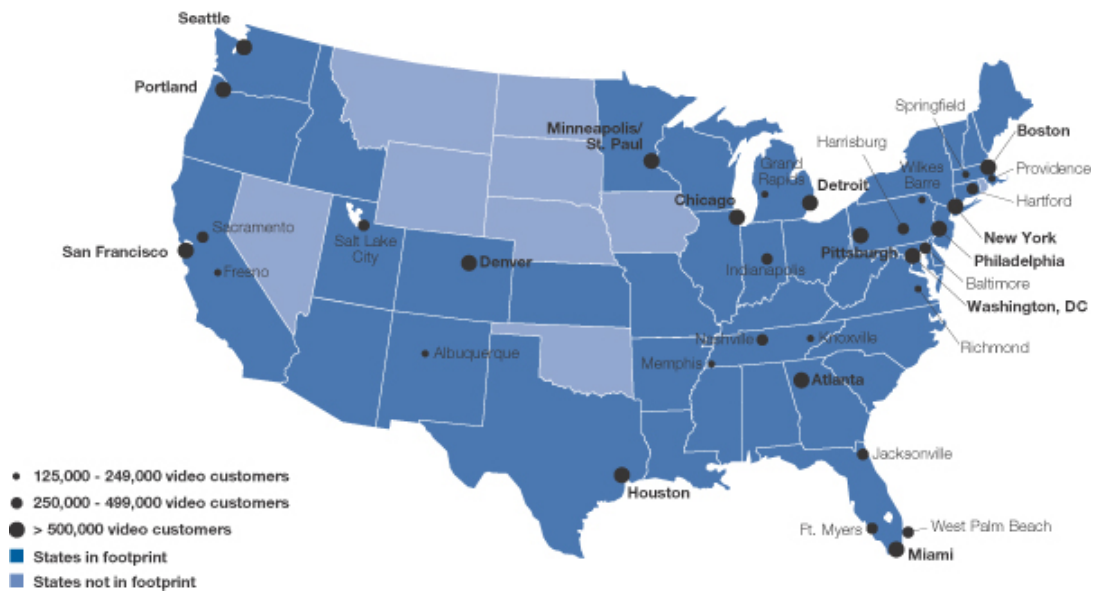 Seattle
Portland
Minneapolis/
St. Paul
Springfield
Boston
Harrisburg
Wilkes
Barre
Providence
Grand
Rapids
Detroit
Hartford
Chicago
Sacramento
San Francisco
Salt Lake
City
Fresno
Denver
Indianapolis
Pittsburgh
New York
Philadelphia
Baltimore
Washington, DC
Richmond
Albuquerque
Nashville
Knoxville
Memphis
Atlanta
Jacksonville
Houston
Ft. Myers
West Palm Beach
Miami
125,000 - 249,000 video customers
250,000 - 499,000 video customers
> 500,000 video customers
States in footprint
States not in footprint